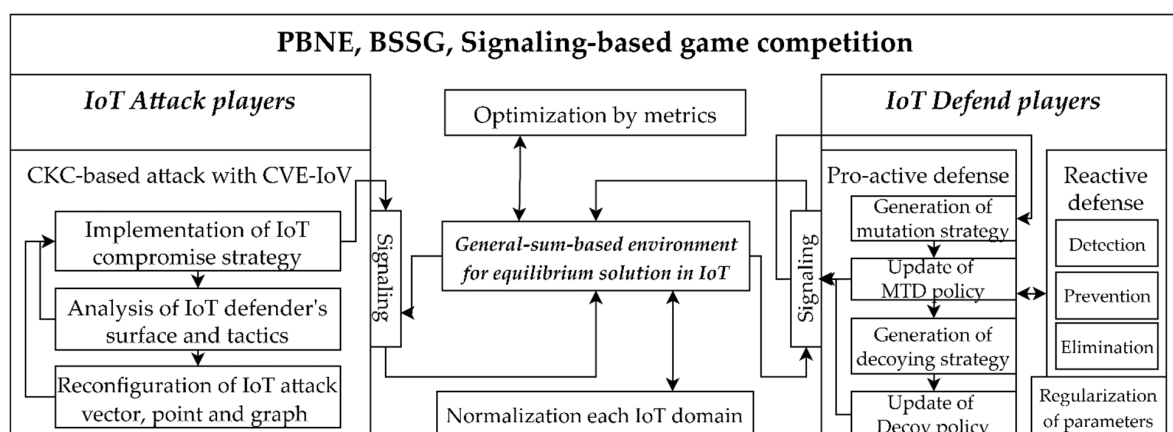 PBNE, BSSG, Signaling-based game competition
IoT Attack players
CKC-based attack with CVE-IoV
Implementation of IoT
compromise strategy
Analysis of IoT defender's
surface and tactics
Reconfiguration of IoT attack
vector, point and graph
Signaling
Optimization by metrics
General-sum-based environment
for equilibrium solution in IoT
Normalization each IoT domain
Signaling
IoT Defend players
Pro-active defense
Generation of
mutation strategy
Update of
MTD policy
Generation of
decoying strategy
Update of
Decoy policy
Reactive
defense
Detection
Prevention
Elimination
Regularization
of parameters